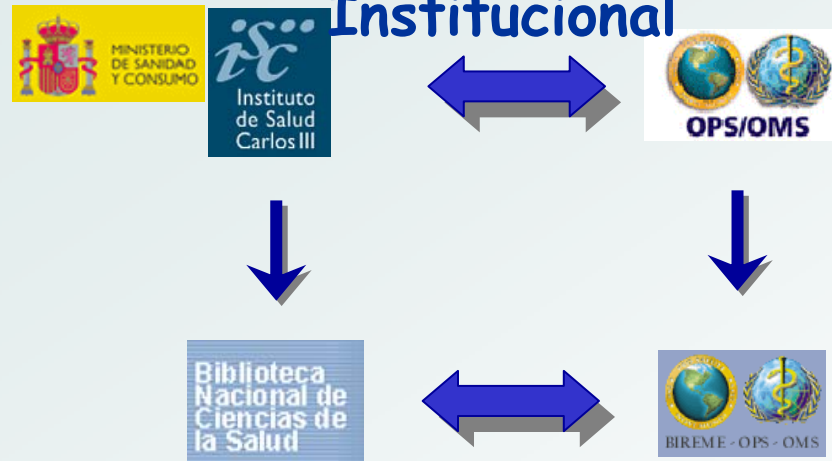 Institucional
MINISTERIO
DE SANIDAD
Y CONSUMO
isc
Instituto
de Salud
Carlos III
OPS/OMS
Biblioteca
Nacional de
Ciencias de
la Salud
BIREME - OPS - OMS